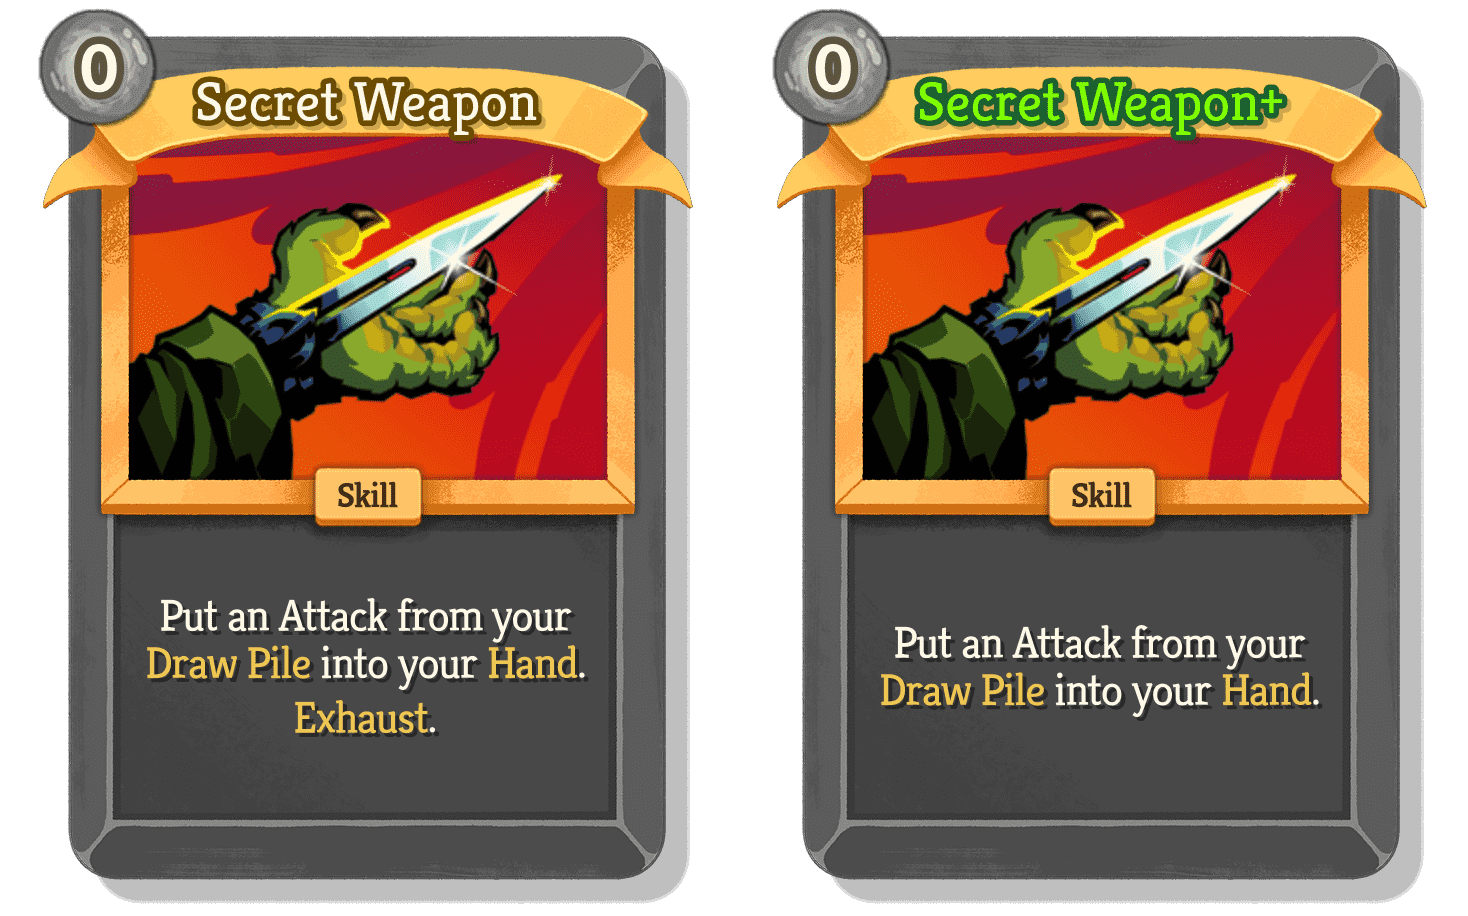 0
Secret Weapon
Skill
Put an Attack from your
Draw Pile into your Hand.
Exhaust.
0
Secret Weapon+
Skill
Put an Attack from your
Draw Pile into your Hand.